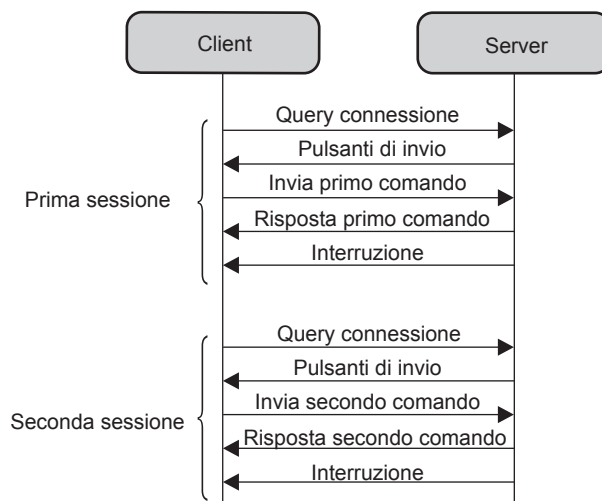 Client
Server
Query connessione
Pulsanti di invio
Invia primo comando
Prima sessione
Risposta primo comando
Interruzione
Query connessione
Pulsanti di invio
Invia secondo comando
Seconda sessione
Risposta secondo comando
Interruzione